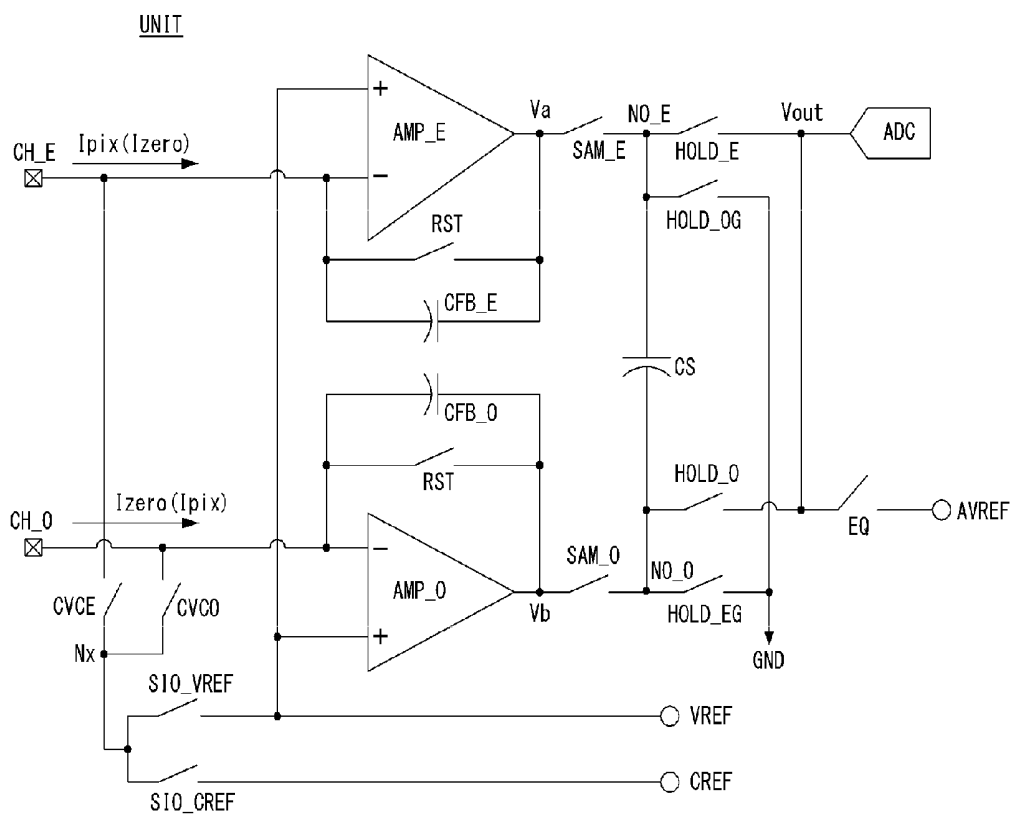 UNIT
Va
NO_E
Vout
AMP_E
ADC
SAM_E
HOLD_E
Ipix(Izero)
CH_E
HOLD_OG
RST
CFB_E
CS
CFB_O
HOLD_O
RST
Izero(Ipix)
CH_O
AVREF
EQ
SAM_O
NO_O
AMP_O
CVCE
CVCO
Vb
HOLD_EG
Nx
GND
SIO_VREF
VREF
CREF
SIO_CREF
+
−
−
+